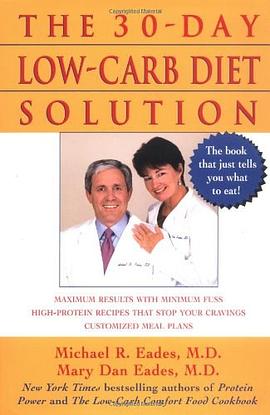 THE 30-DAY
LOW-CARB DIET
SOLUTION
The book
that just tells
you what
to eat!
MAXIMUM RESULTS WITH MINIMUM FUSS
HIGH-PROTEIN RECIPES THAT STOP YOUR CRAVINGS
CUSTOMIZED MEAL PLANS
Michael R. Eades, M.D.
Mary Dan Eades, M.D.
New York Times bestselling authors of Protein
Power and The Low-Carb Comfort Food Cookbook